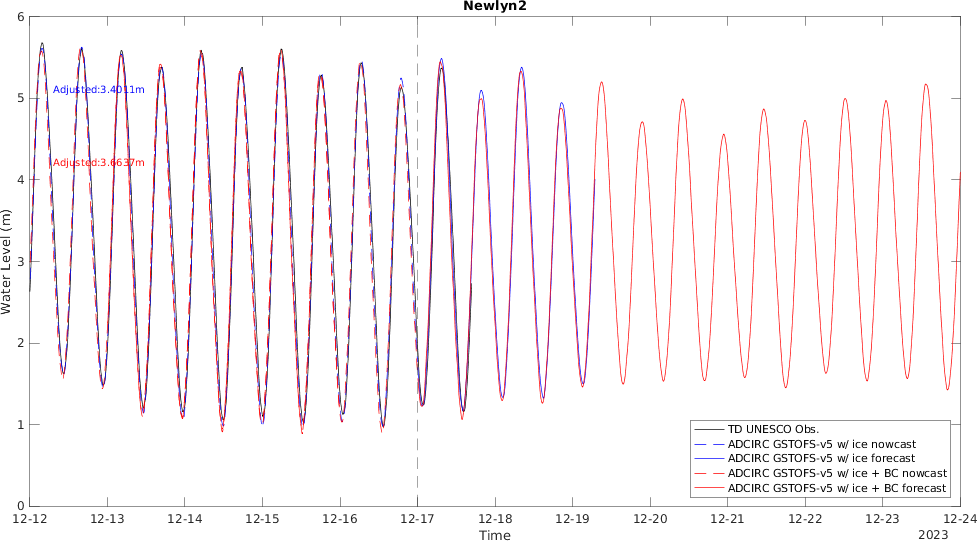 Newlyn2
6
5
4
3
2
1
0
Water Level (m)
Adjusted:3.4011m
Adjusted:3.6637m
TD UNESCO Obs.
ADCIRC GSTOFS-v5 w/ ice nowcast
ADCIRC GSTOFS-v5 w/ ice forecast
ADCIRC GSTOFS-v5 w/ ice + BC nowcast
ADCIRC GSTOFS-v5 w/ ice + BC forecast
12-12 12-13 12-14 12-15 12-16 12-17 12-18 12-19 12-20 12-21 12-22 12-23 12-24
Time
2023